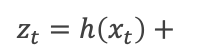 z_t = h(x_t) +